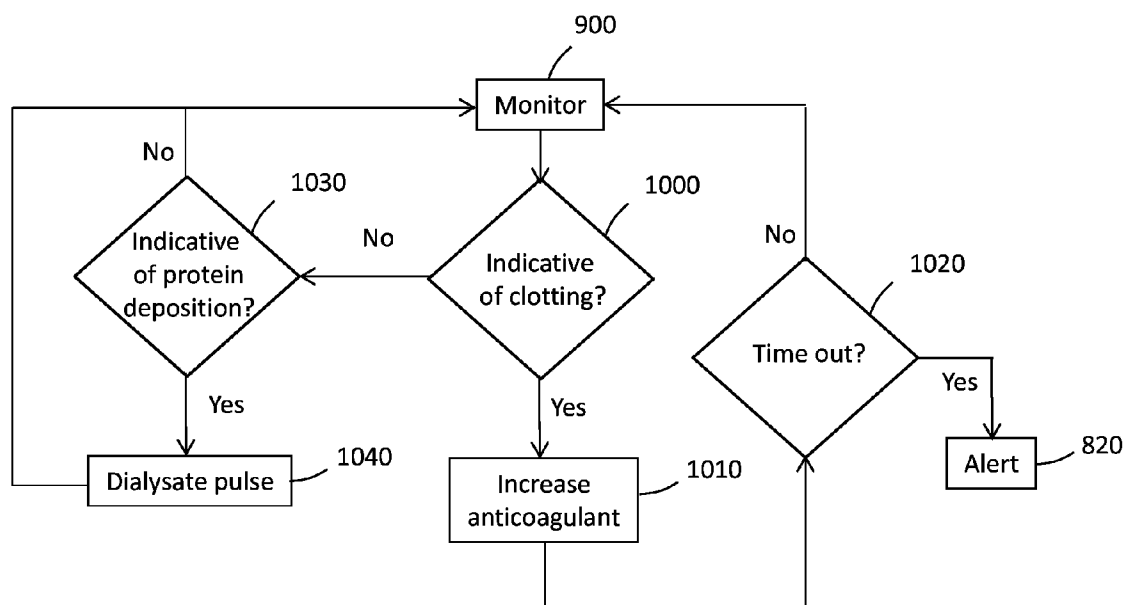 900
Monitor
No
1030
1000
No
Indicative
of protein
deposition?
No
Indicative
of clotting?
1020
Time out?
Yes
Yes
Yes
1040
Dialysate pulse
1010
Increase
anticoagulant
820
Alert